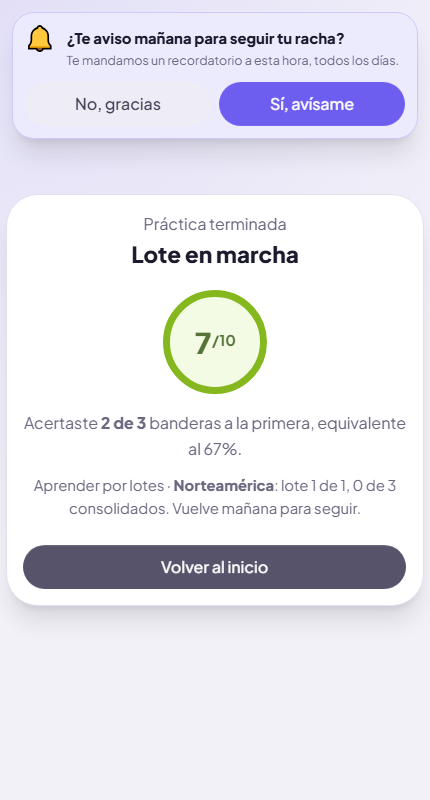 ¿Te aviso mañana para seguir tu racha?
Te mandamos un recordatorio a esta hora, todos los días.
No, gracias
Sí, avísame
Práctica terminada
Lote en marcha
7/10
Acertaste 2 de 3 banderas a la primera, equivalente
al 67%.
Aprender por lotes · Norteamérica: lote 1 de 1, 0 de 3
consolidados. Vuelve mañana para seguir.
Volver al inicio